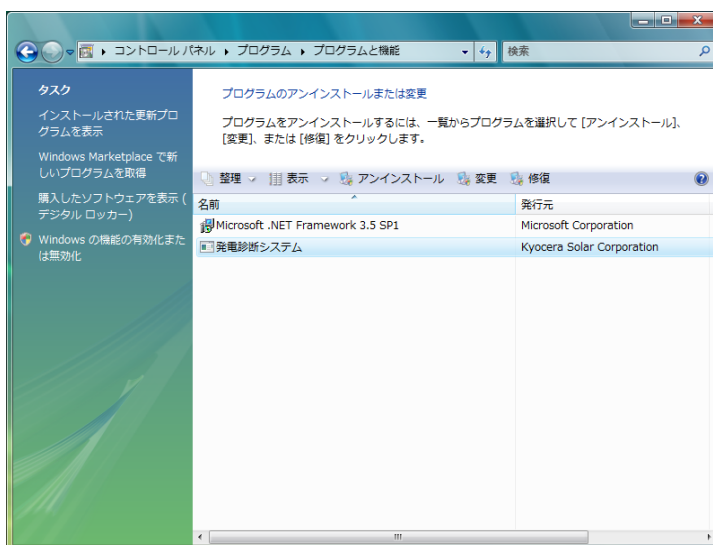 コントロール パネル ▸ プログラム ▸ プログラムと機能
検索
タスク
インストールされた更新プロ
グラムを表示
Windows Marketplace で新
しいプログラムを取得
購入したソフトウェアを表示 (
デジタル ロッカー)
Windows の機能の有効化また
は無効化
プログラムのアンインストールまたは変更
プログラムをアンインストールするには、一覧からプログラムを選択して [アンインストール]、
[変更]、または [修復] をクリックします。
整理 表示 アンインストール 変更 修復
名前 発行元
Microsoft .NET Framework 3.5 SP1 Microsoft Corporation
発電診断システム Kyocera Solar Corporation